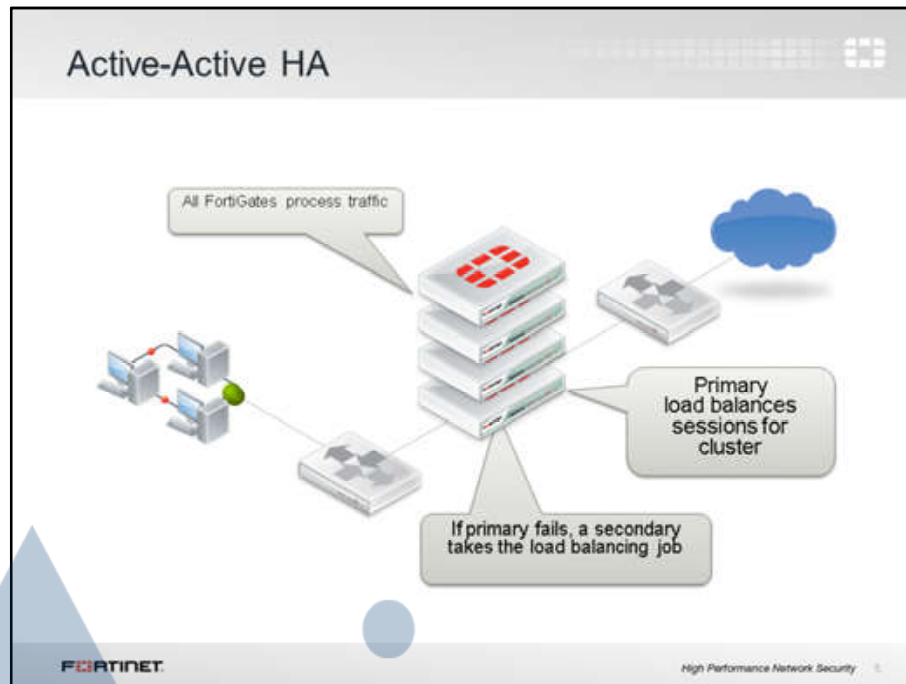 Active-Active HA
All FortiGates process traffic
Primary
load balances
sessions for
cluster
If primary fails, a secondary
takes the load balancing job
FORTINET
High Performance Network Security